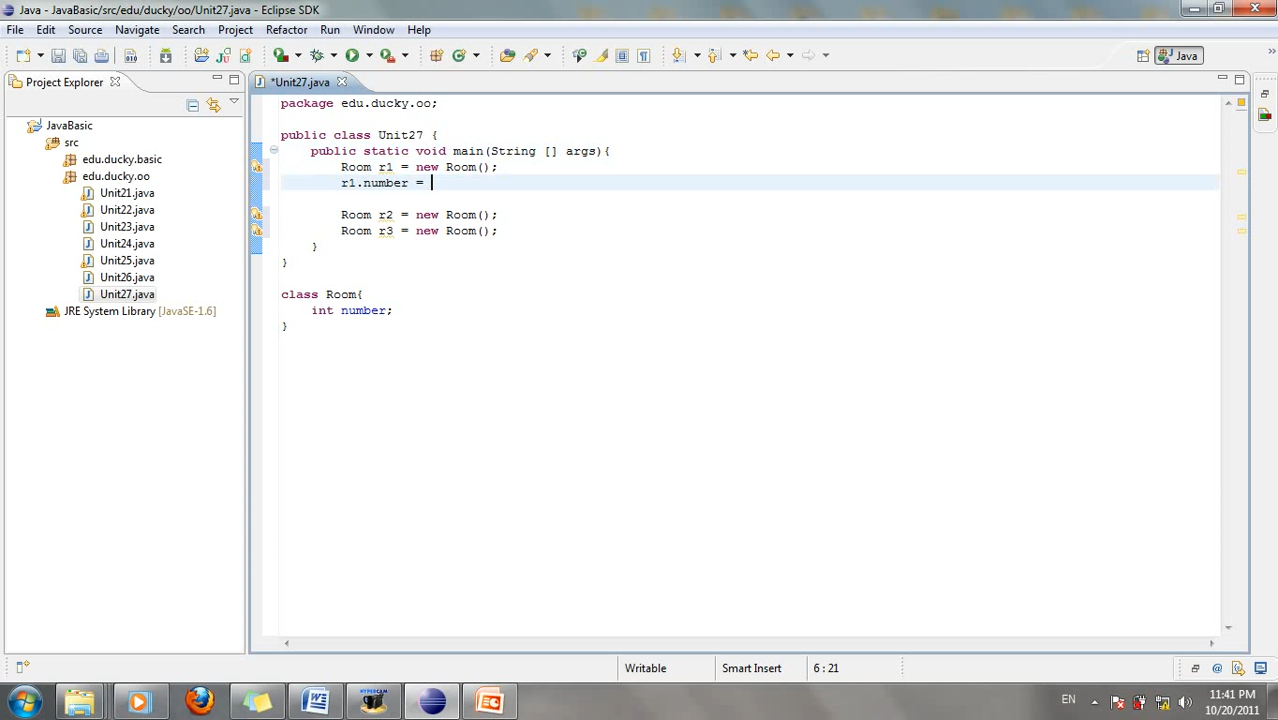 Java - JavaBasic/src/edu/ducky/oo/Unit27.java - Eclipse SDK
File Edit Source Navigate Search Project Refactor Run Window Help
Java
Project Explorer
*Unit27.java
JavaBasic
src
edu.ducky.basic
edu.ducky.oo
Unit21.java
Unit22.java
Unit23.java
Unit24.java
Unit25.java
Unit26.java
Unit27.java
JRE System Library [JavaSE-1.6]
package edu.ducky.oo;
public class Unit27 {
public static void main(String [] args){
Room r1 = new Room();
r1.number =
Room r2 = new Room();
Room r3 = new Room();
}
}
class Room{
int number;
}
Writable Smart Insert 6 : 21
EN
11:41 PM
10/20/2011